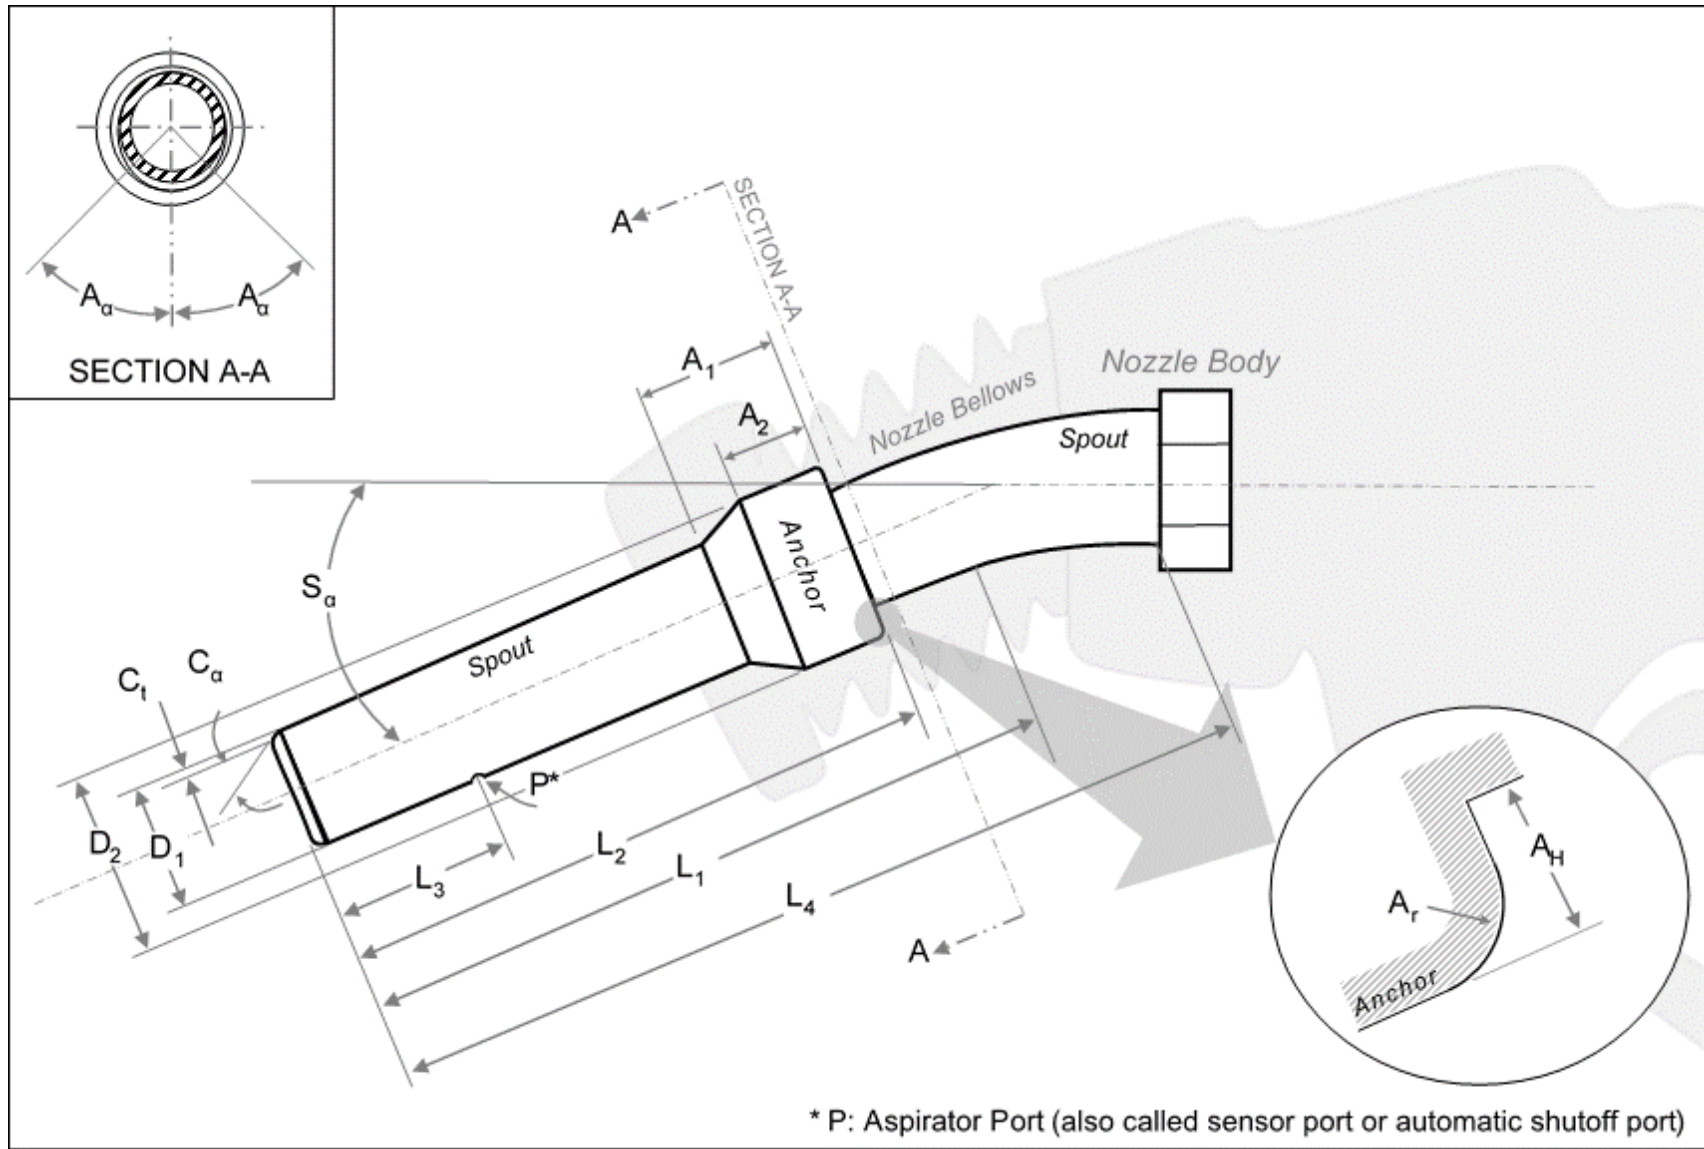 A
SECTION A-A
A₁
Nozzle Body
A₂
Nozzle Bellows
Spout
Aα
Aα
SECTION A-A
Anchor
Sα
Spout
Cα
Ct
P*
D₂
D₁
L₃
L₂
L₁
L₄
A
AH
Ar
Anchor
* P: Aspirator Port (also called sensor port or automatic shutoff port)